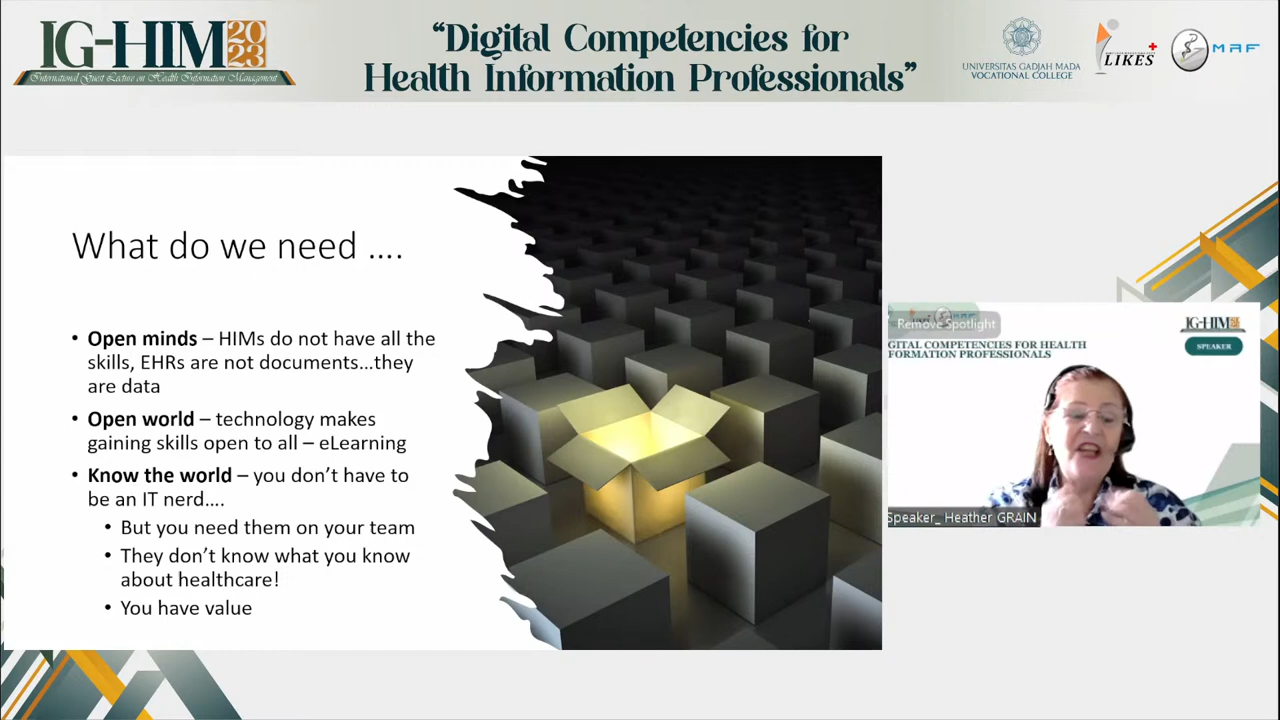 IG-HIM 2023
International Guest Lecture on Health Information Management
“Digital Competencies for
Health Information Professionals”
UNIVERSITAS GADJAH MADA
VOCATIONAL COLLEGE
LIKES
MRF
What do we need ….
• Open minds – HIMs do not have all the
skills, EHRs are not documents…they
are data
• Open world – technology makes
gaining skills open to all – eLearning
• Know the world – you don’t have to
be an IT nerd….
• But you need them on your team
• They don’t know what you know
about healthcare!
• You have value
Remove Spotlight
IG-HIM
SPEAKER
GITAL COMPETENCIES FOR HEALTH
FORMATION PROFESSIONALS
Speaker_ Heather GRAIN